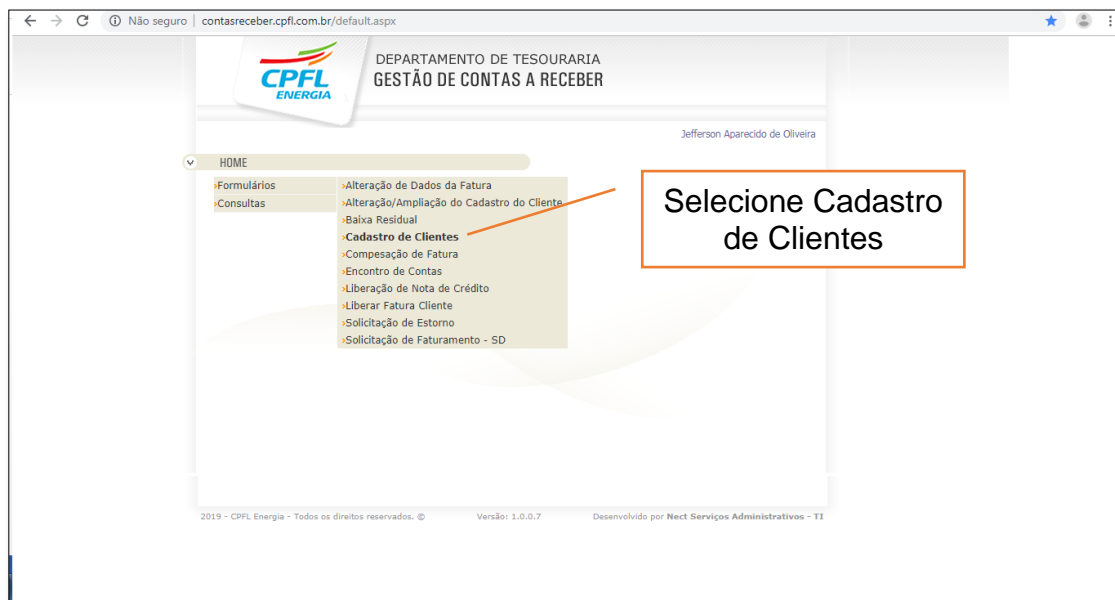 Não seguro | contasreceber.cpfl.com.br/default.aspx
CPFL
ENERGIA
DEPARTAMENTO DE TESOURARIA
GESTÃO DE CONTAS A RECEBER
Jefferson Aparecido de Oliveira
HOME
›Formulários
›Consultas
›Alteração de Dados da Fatura
›Alteração/Ampliação do Cadastro do Cliente
›Baixa Residual
›Cadastro de Clientes
›Compesação de Fatura
›Encontro de Contas
›Liberação de Nota de Crédito
›Liberar Fatura Cliente
›Solicitação de Estorno
›Solicitação de Faturamento - SD
Selecione Cadastro
de Clientes
2019 - CPFL Energia - Todos os direitos reservados. © Versão: 1.0.0.7 Desenvolvido por Nect Serviços Administrativos - TI